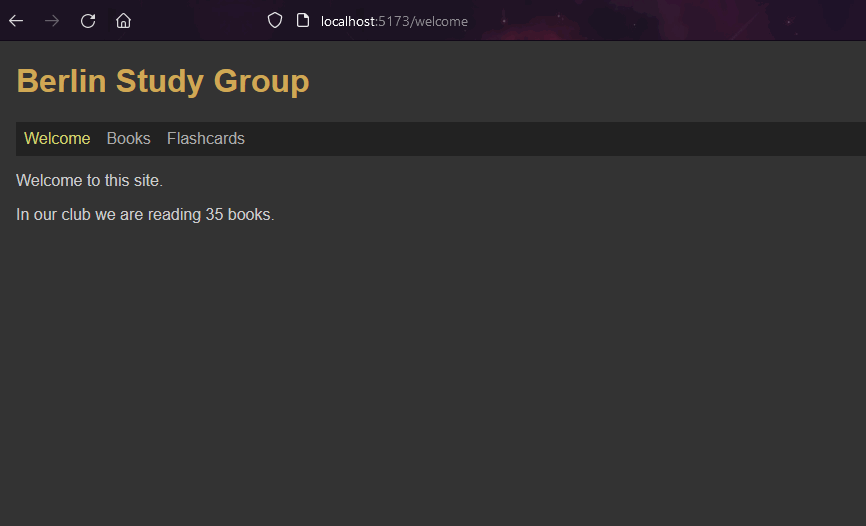 localhost:5173/welcome
Berlin Study Group
Welcome Books Flashcards
Welcome to this site.
In our club we are reading 35 books.